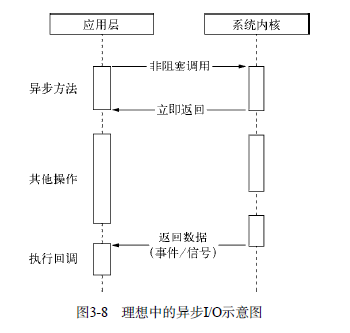 应用层
系统内核
异步方法
非阻塞调用
立即返回
其他操作
返回数据
(事件/信号)
执行回调
图3-8 理想中的异步I/O示意图